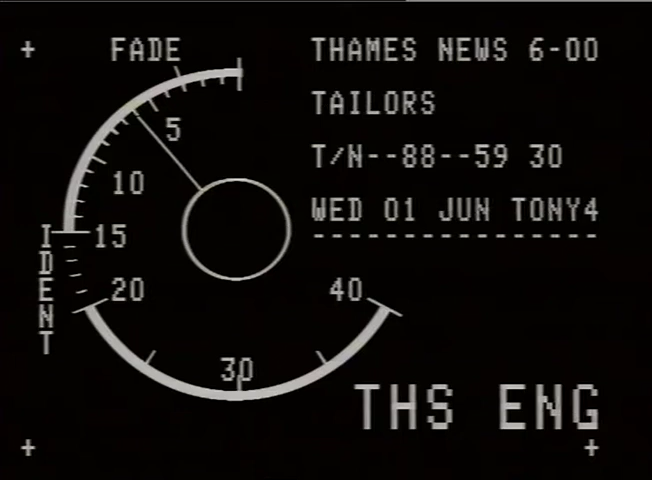 FADE
THAMES NEWS 6-00
TAILORS
T/N--88--59 30
WED 01 JUN TONY4
----------------
5
10
15
20
30
40
IDENT
THS ENG